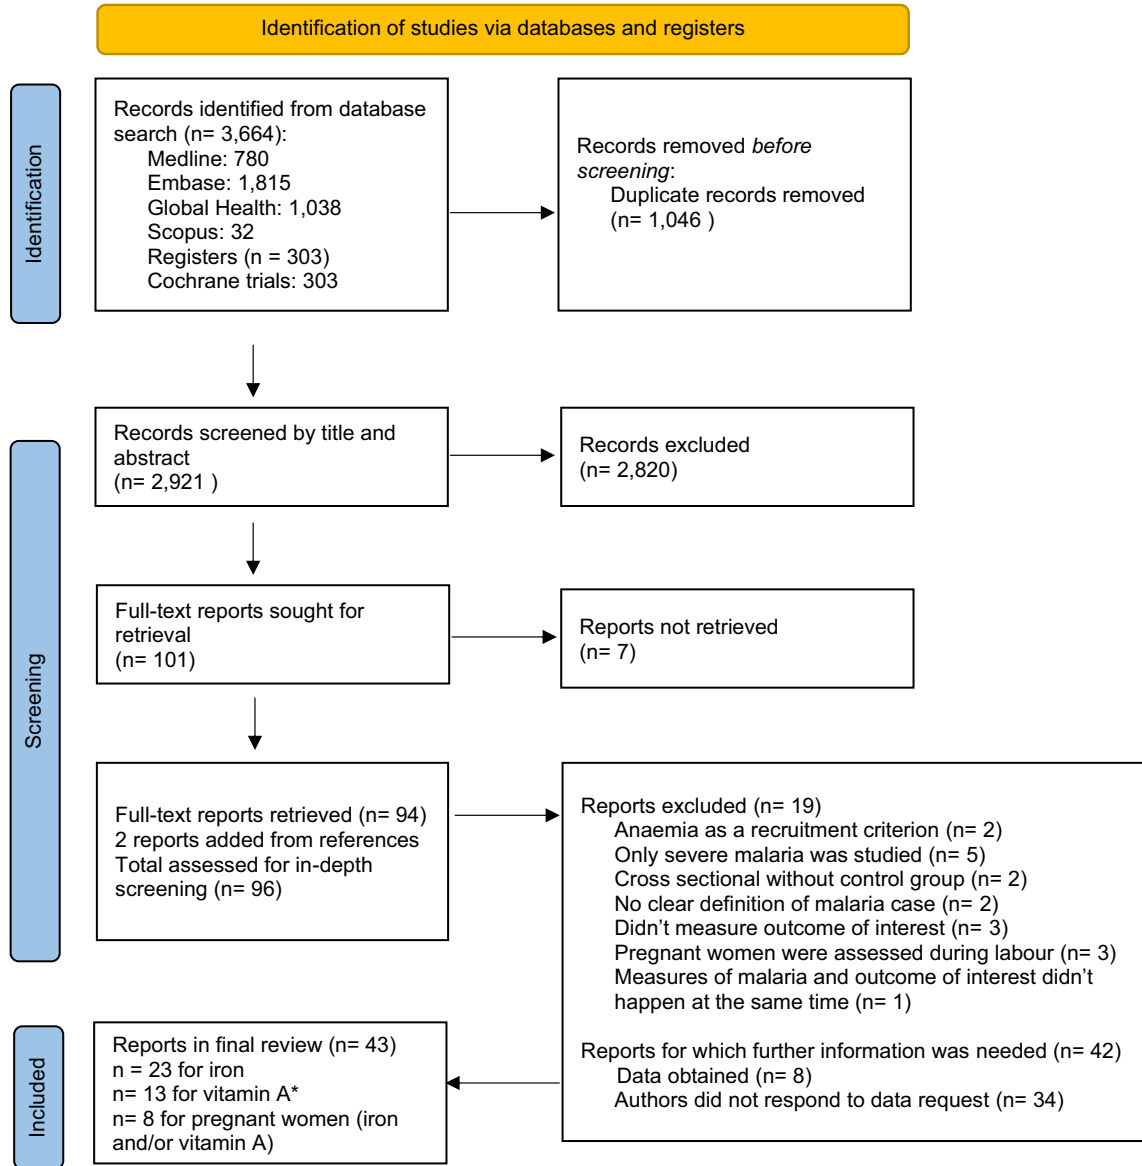 Identification of studies via databases and registers
Identification
Records identified from database
search (n= 3,664):
Medline: 780
Embase: 1,815
Global Health: 1,038
Scopus: 32
Registers (n = 303)
Cochrane trials: 303
Records removed before
screening:
Duplicate records removed
(n= 1,046 )
Screening
Records screened by title and
abstract
(n= 2,921 )
Records excluded
(n= 2,820)
Full-text reports sought for
retrieval
(n= 101)
Reports not retrieved
(n= 7)
Full-text reports retrieved (n= 94)
2 reports added from references
Total assessed for in-depth
screening (n= 96)
Reports excluded (n= 19)
Anaemia as a recruitment criterion (n= 2)
Only severe malaria was studied (n= 5)
Cross sectional without control group (n= 2)
No clear definition of malaria case (n= 2)
Didn’t measure outcome of interest (n= 3)
Pregnant women were assessed during labour (n= 3)
Measures of malaria and outcome of interest didn’t
happen at the same time (n= 1)
Reports for which further information was needed (n= 42)
Data obtained (n= 8)
Authors did not respond to data request (n= 34)
Included
Reports in final review (n= 43)
n = 23 for iron
n= 13 for vitamin A*
n= 8 for pregnant women (iron
and/or vitamin A)